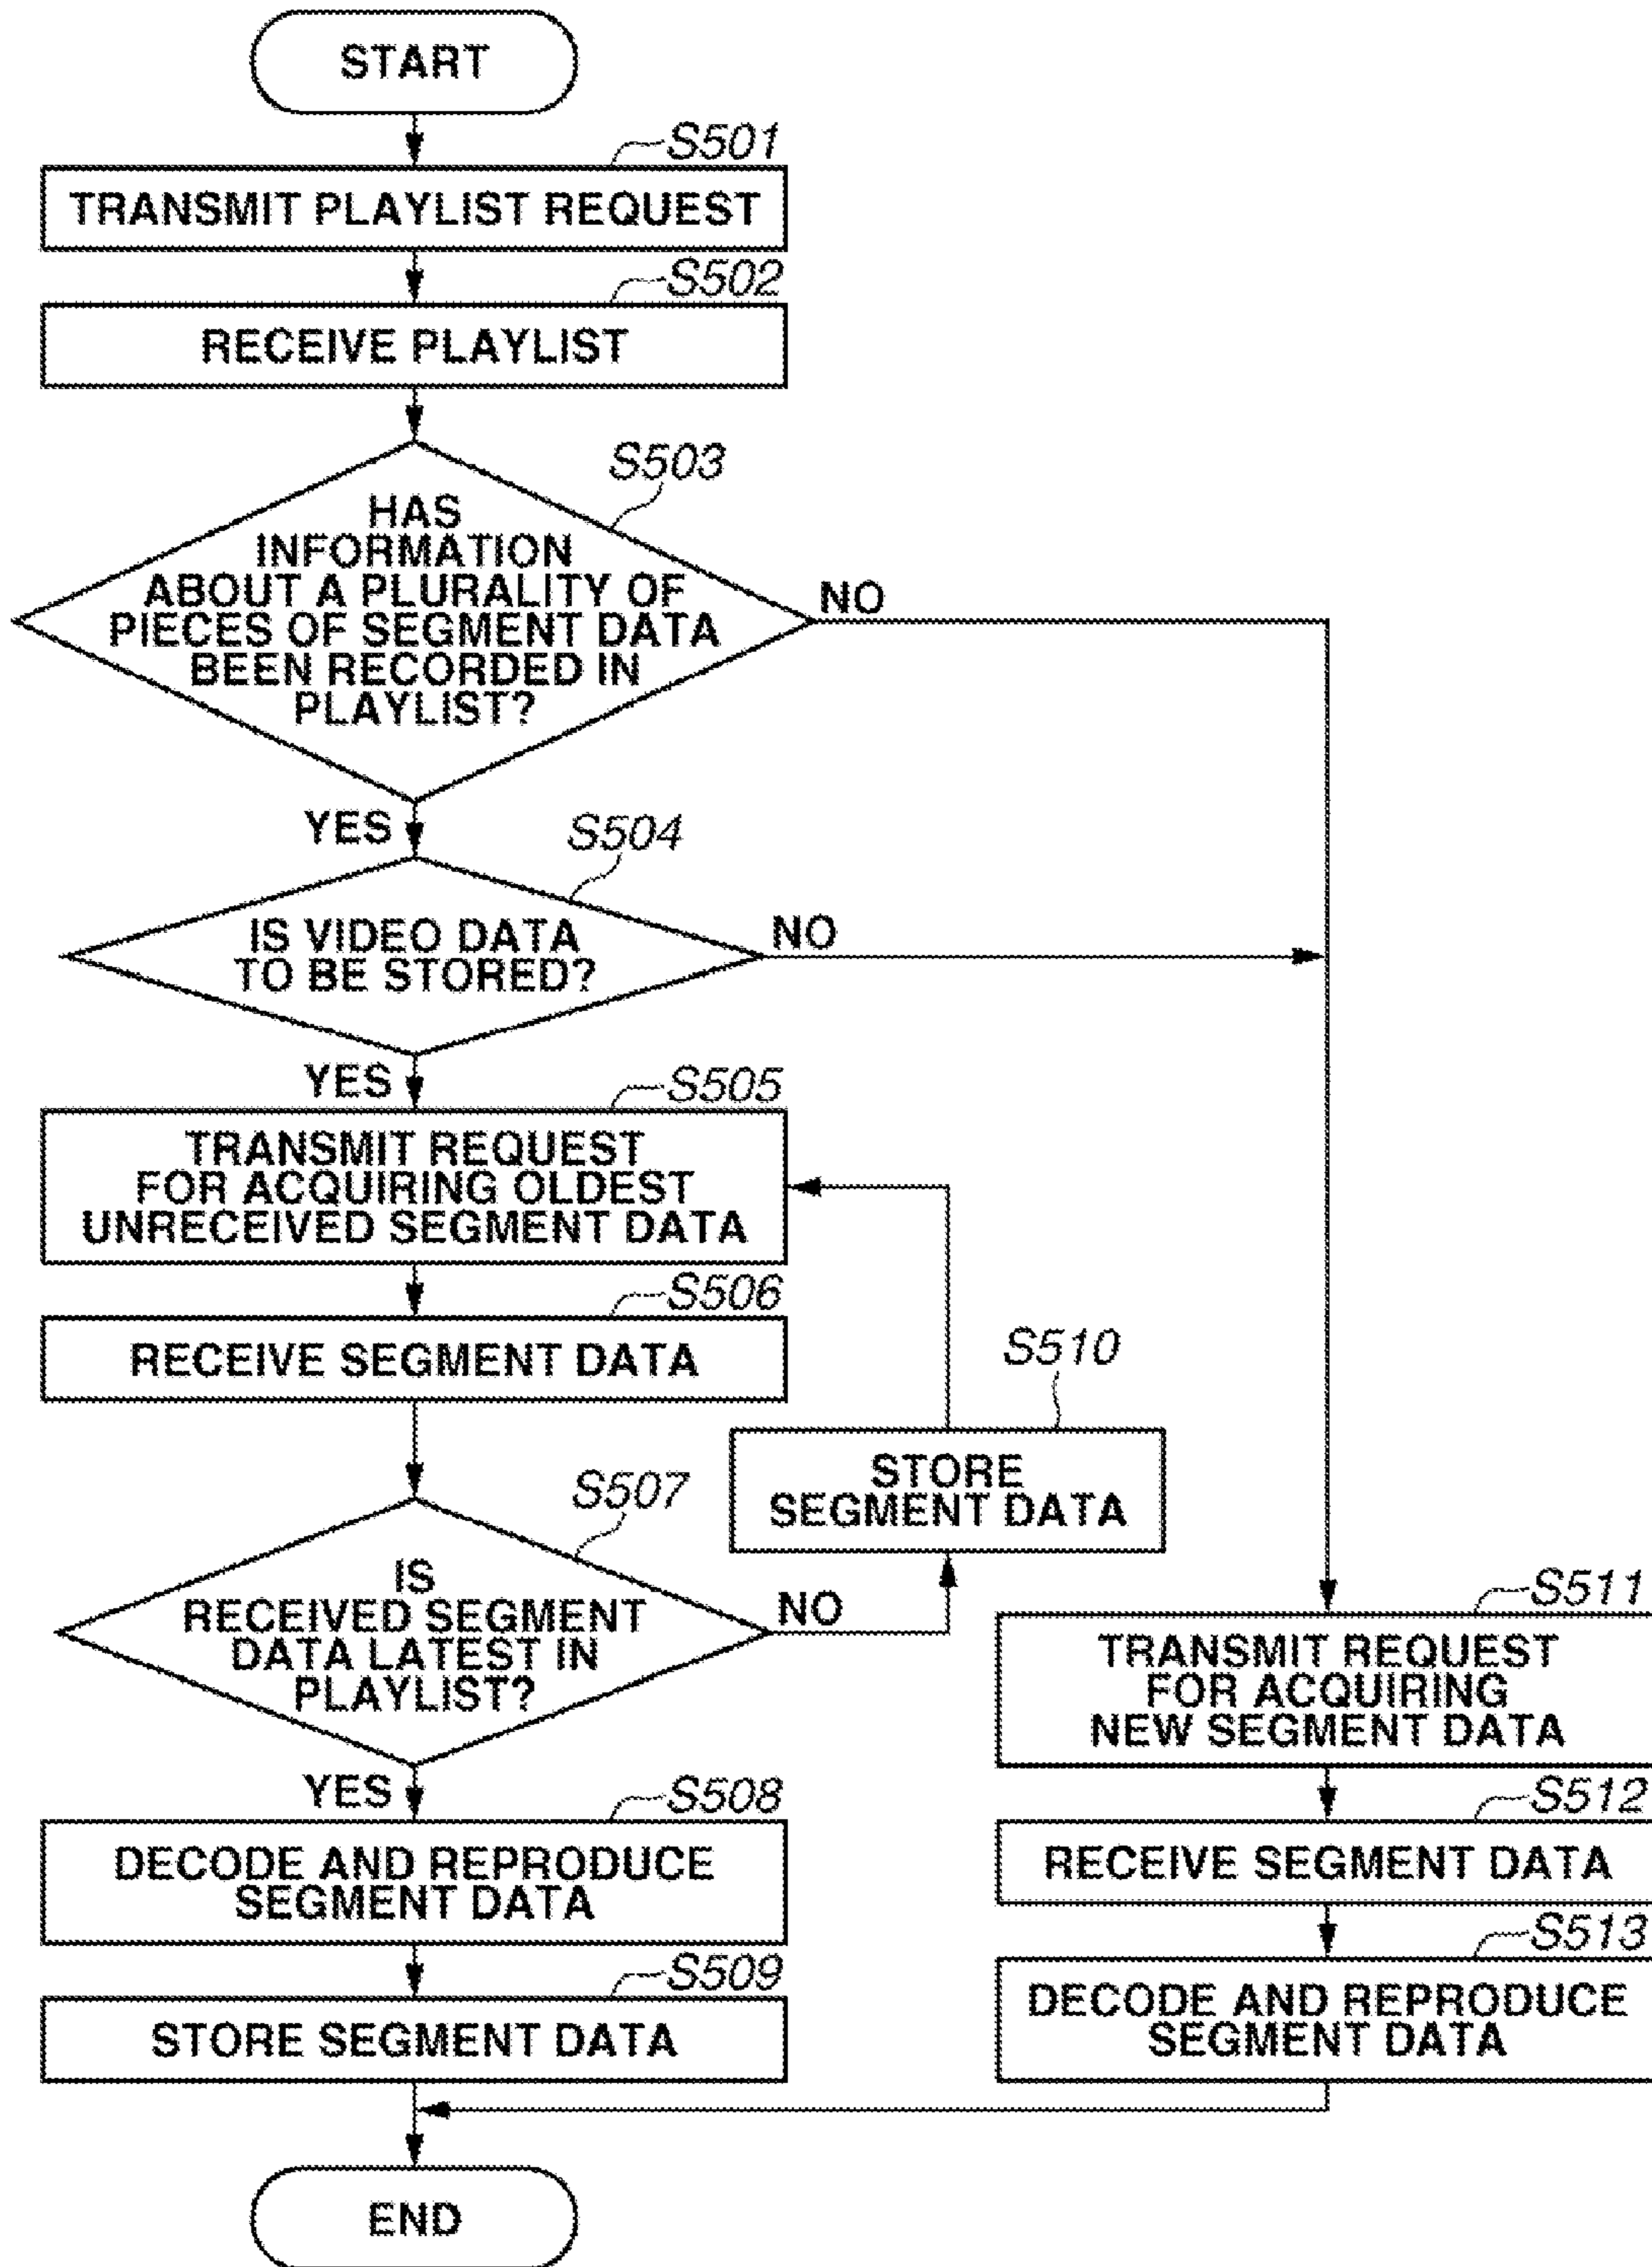 START
S501
TRANSMIT PLAYLIST REQUEST
S502
RECEIVE PLAYLIST
S503
HAS
INFORMATION
ABOUT A PLURALITY OF
PIECES OF SEGMENT DATA
BEEN RECORDED IN
PLAYLIST?
NO
YES
S504
IS VIDEO DATA
TO BE STORED?
NO
YES
S505
TRANSMIT REQUEST
FOR ACQUIRING OLDEST
UNRECEIVED SEGMENT DATA
S506
RECEIVE SEGMENT DATA
S510
STORE
SEGMENT DATA
S507
IS
RECEIVED SEGMENT
DATA LATEST IN
PLAYLIST?
NO
YES
S508
DECODE AND REPRODUCE
SEGMENT DATA
S509
STORE SEGMENT DATA
S511
TRANSMIT REQUEST
FOR ACQUIRING
NEW SEGMENT DATA
S512
RECEIVE SEGMENT DATA
S513
DECODE AND REPRODUCE
SEGMENT DATA
END